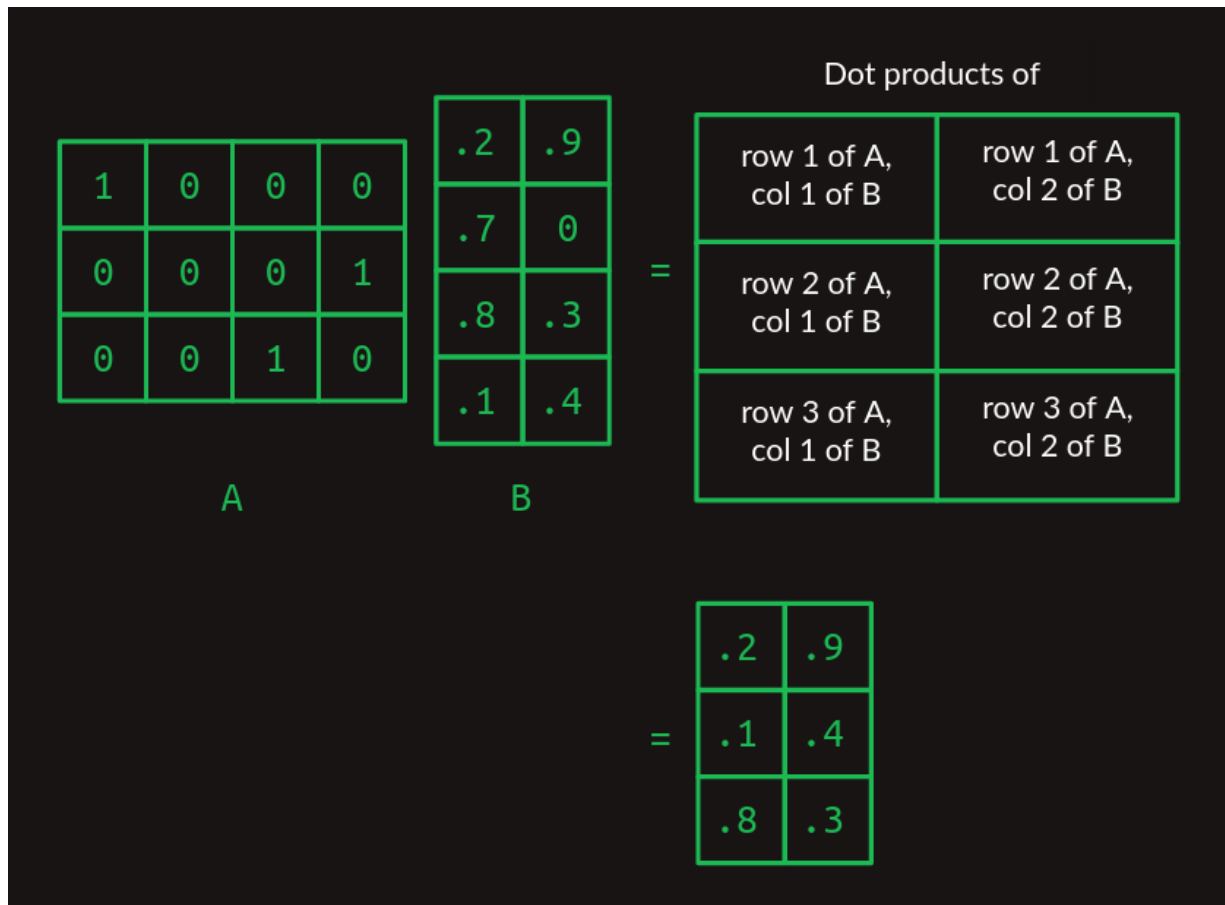 Dot products of
1 0 0 0
0 0 0 1
0 0 1 0
A
.2 .9
.7 0
.8 .3
.1 .4
B
=
row 1 of A,
col 1 of B
row 1 of A,
col 2 of B
row 2 of A,
col 1 of B
row 2 of A,
col 2 of B
row 3 of A,
col 1 of B
row 3 of A,
col 2 of B
=
.2 .9
.1 .4
.8 .3